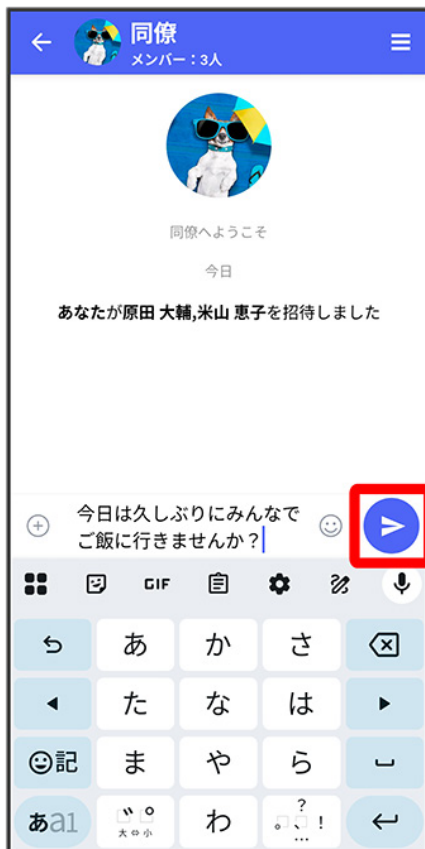 同僚
メンバー：3人
同僚へようこそ
今日
あなたが原田 大輔,米山 恵子を招待しました
今日は久しぶりにみんなで
ご飯に行きませんか？
GIF
あ か さ
た な は
記 ま や ら
あa1 大⇔小 わ 。、？！…